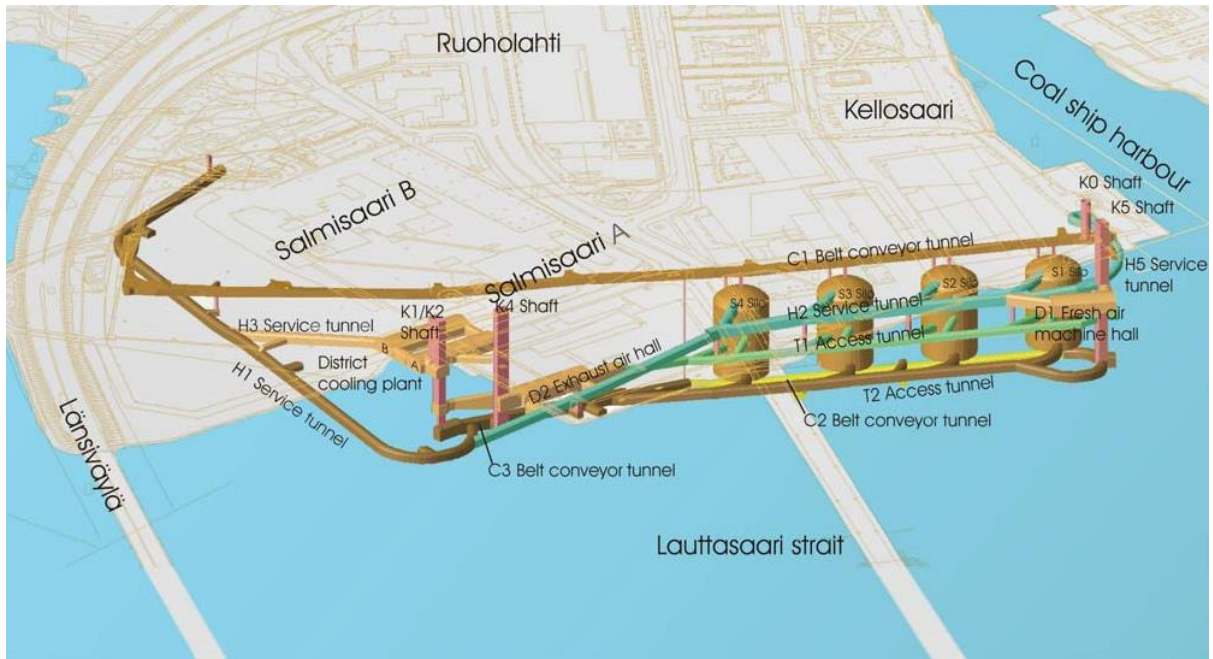 Ruoholahti
Kellosaari
Coal ship harbour
K0 Shaft
K5 Shaft
Salmisaari B
Salmisaari A
C1 Belt conveyor tunnel
H5 Service
tunnel
S1 Silo
S2 Silo
S3 Silo
S4 Silo
H2 Service tunnel
D1 Fresh air
machine hall
K1/K2
Shaft
K4 Shaft
H3 Service tunnel
T1 Access tunnel
B
A
District
cooling plant
D2 Exhaust air hall
H1 Service tunnel
T2 Access tunnel
C2 Belt conveyor tunnel
C3 Belt conveyor tunnel
Länsiväylä
Lauttasaari strait